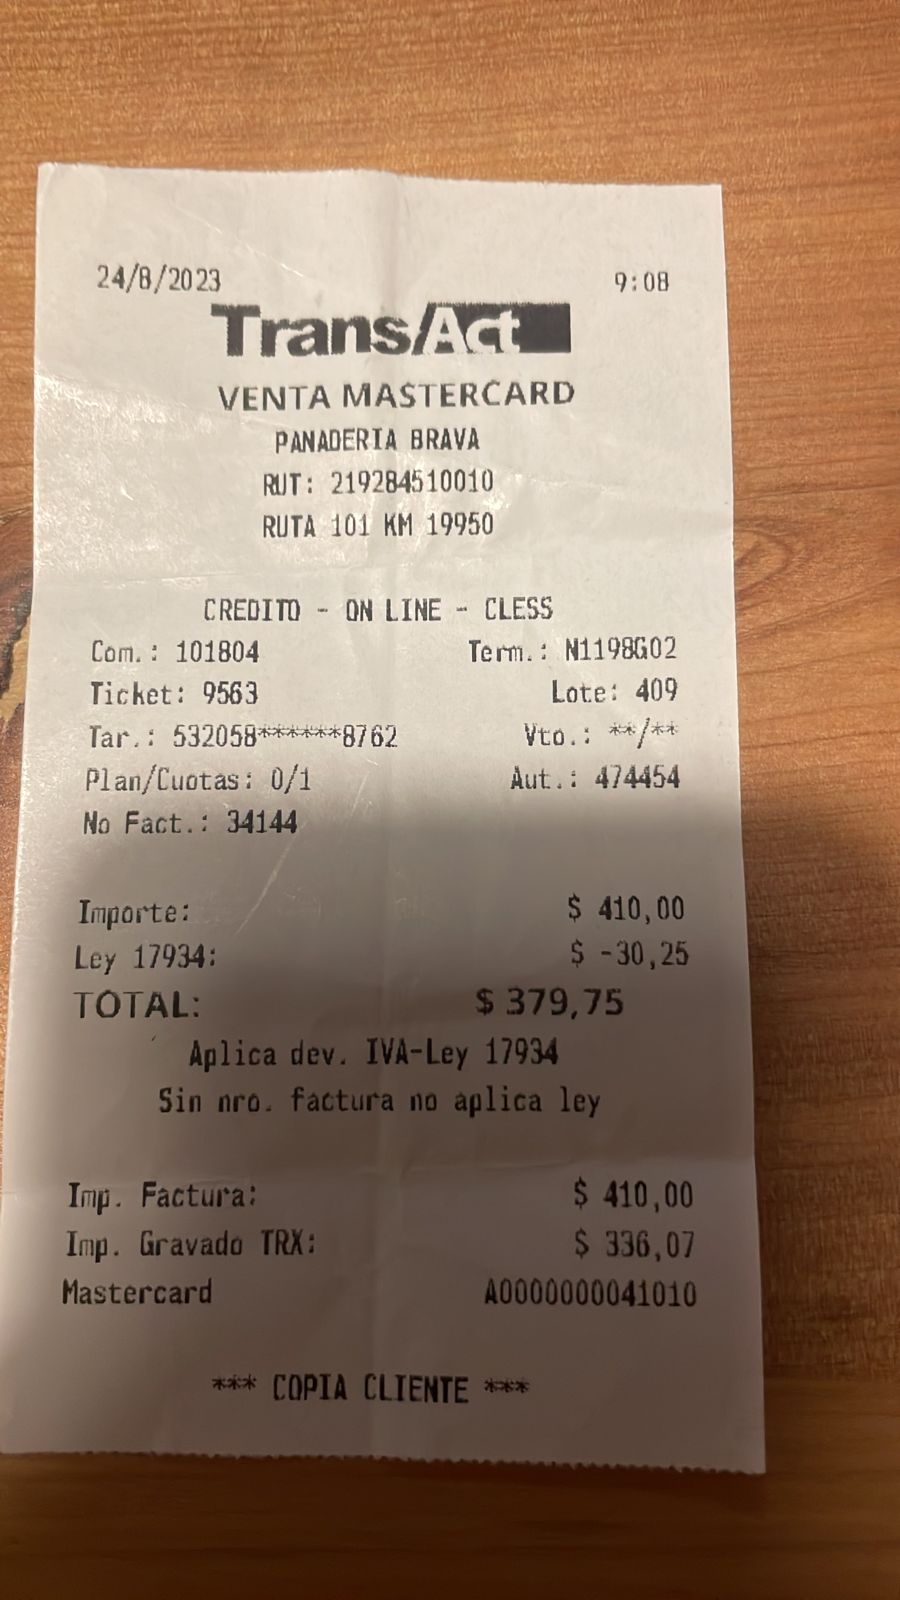 24/8/2023 9:08
Trans/Act
VENTA MASTERCARD
PANADERIA BRAVA
RUT: 219284510010
RUTA 101 KM 19950
CREDITO - ON LINE - CLESS
Com.: 101804 Term.: N1198G02
Ticket: 9563 Lote: 409
Tar.: 532058******8762 Vto.: **/**
Plan/Cuotas: 0/1 Aut.: 474454
No Fact.: 34144
Importe: $ 410,00
Ley 17934: $ -30,25
TOTAL: $ 379,75
Aplica dev. IVA-Ley 17934
Sin nro. factura no aplica ley
Imp. Factura: $ 410,00
Imp. Gravado TRX: $ 336,07
Mastercard A0000000041010
*** COPIA CLIENTE ***